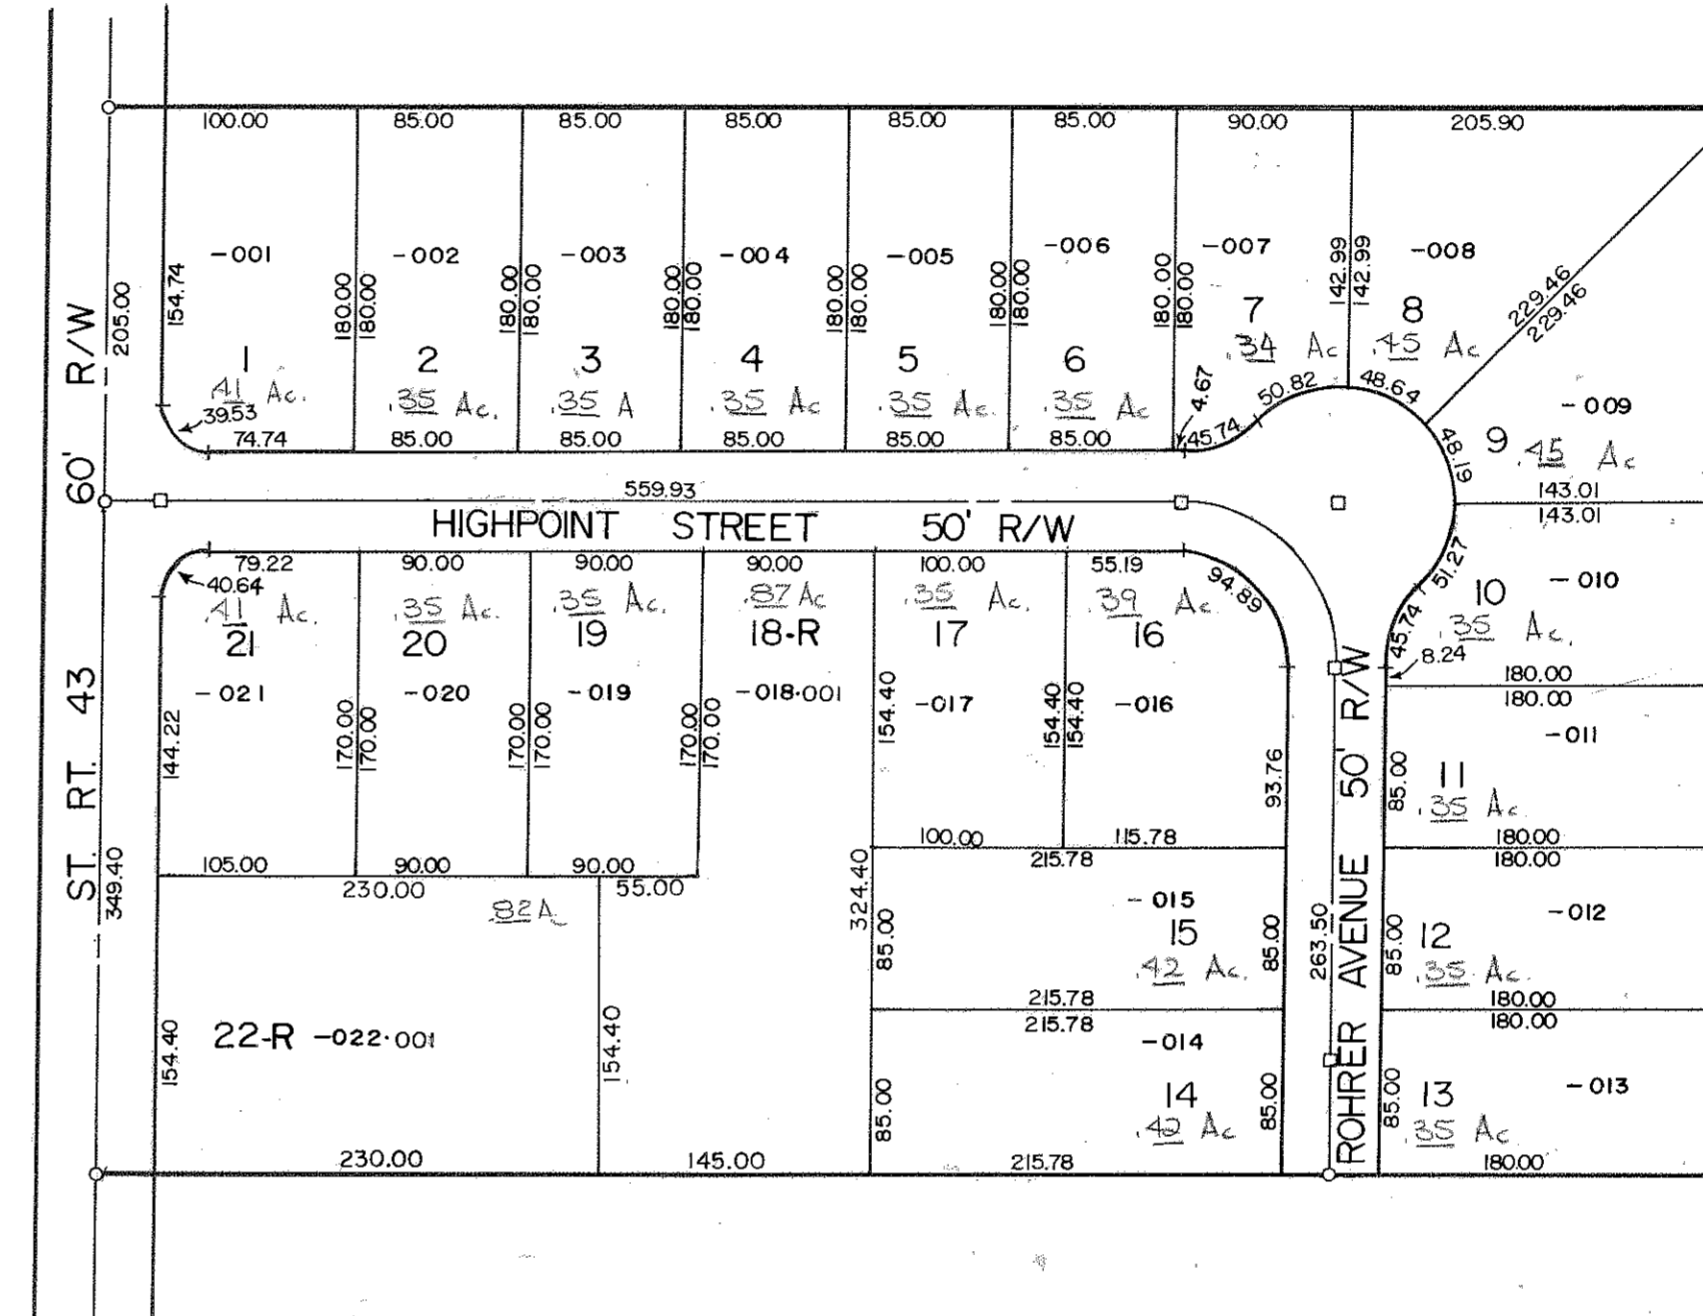 100.00 85.00 85.00 85.00 85.00 85.00 90.00 205.90
-001 -002 -003 -004 -005 -006 -007 -008
205.00 154.74 180.00 180.00 180.00 180.00 180.00 180.00 180.00 180.00 180.00 180.00 180.00 180.00 142.99 142.99
229.46
229.46
1 2 3 4 5 6 7 8
.41 Ac. .35 Ac. .35 A .35 Ac .35 Ac. .35 Ac .34 Ac .45 Ac
39.53
74.74 85.00 85.00 85.00 85.00 85.00 4.67 45.74 50.82 48.64
-009
9
.45 Ac
48.19
143.01
143.01
559.93
HIGHPOINT STREET 50' R/W
ST. RT. 43 60' R/W
349.40
79.22 90.00 90.00 90.00 100.00 55.19 94.89
40.64
.41 Ac. .35 Ac. .35 Ac. .87 Ac .35 Ac. .39 Ac.
21 20 19 18-R 17 16
-021 -020 -019 -018.001 -017 -016
144.22 170.00 170.00 170.00 170.00 170.00 170.00 154.40 154.40 154.40 93.76
51.27
-010
10
.35 Ac.
45.74
8.24
180.00
180.00
-011
11
85.00
.35 Ac.
180.00
180.00
100.00 115.78
215.78
105.00 90.00 90.00
230.00 55.00
.82 A
324.40
-015
15
85.00 85.00
.42 Ac.
215.78
215.78
-012
12
85.00
.35 Ac.
180.00
180.00
263.50
ROHRER AVENUE 50' R/W
22-R -022.001
154.40 154.40
-014
14
85.00 85.00
.42 Ac
-013
13
85.00
.35 Ac
230.00 145.00 215.78 180.00